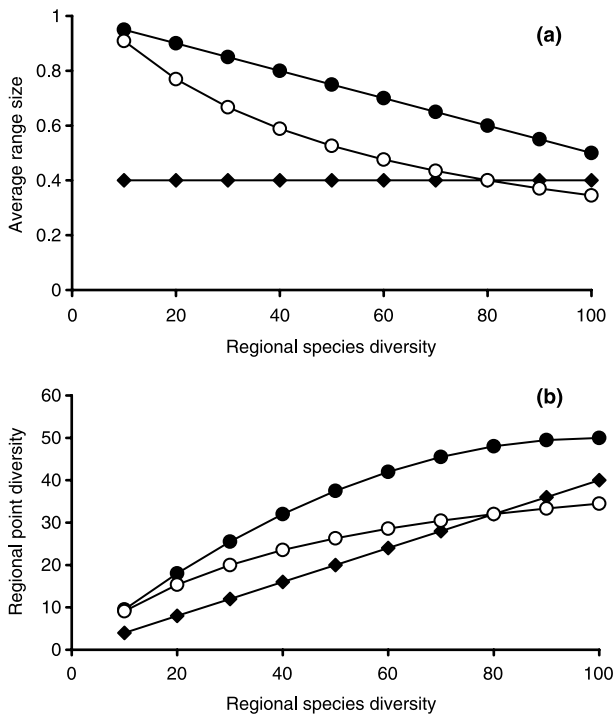 (a)
Average range size
1
0.8
0.6
0.4
0.2
0
0 20 40 60 80 100
Regional species diversity
(b)
Regional point diversity
60
50
40
30
20
10
0
0 20 40 60 80 100
Regional species diversity